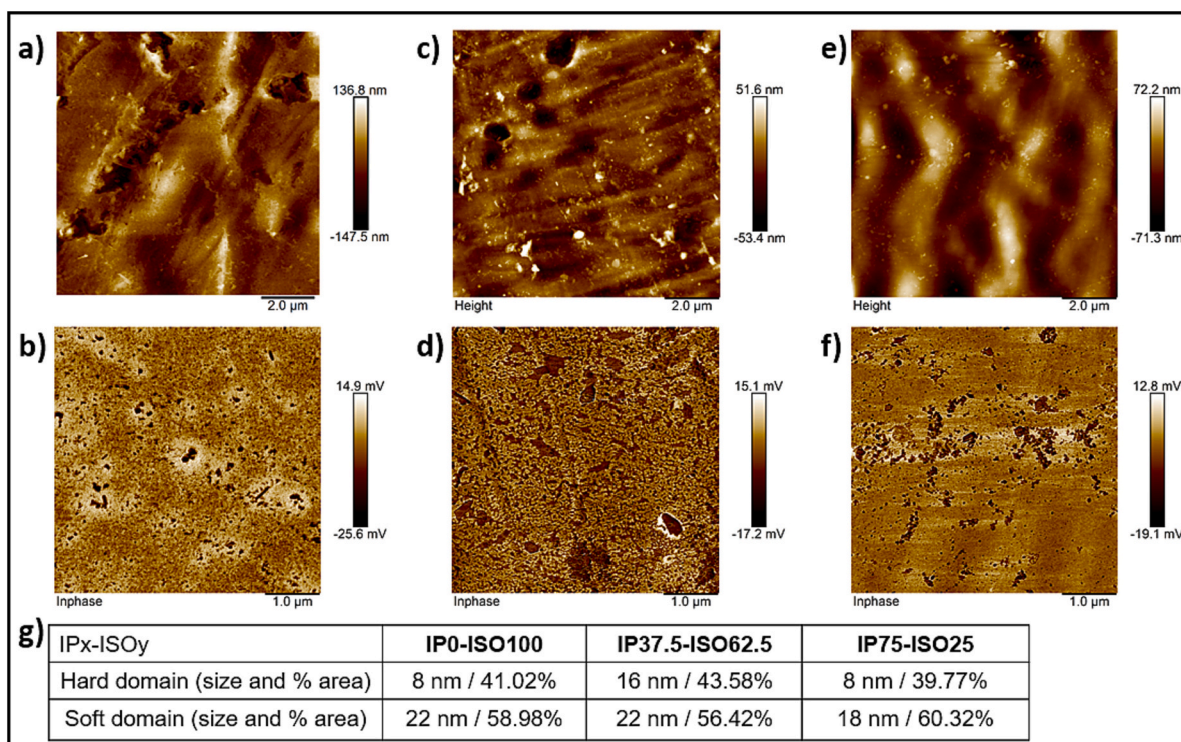 a)
136.8 nm
-147.5 nm
2.0 µm
c)
51.6 nm
-53.4 nm
Height
2.0 µm
e)
72.2 nm
-71.3 nm
Height
2.0 µm
b)
14.9 mV
-25.6 mV
Inphase
1.0 µm
d)
15.1 mV
-17.2 mV
Inphase
1.0 µm
f)
12.8 mV
-19.1 mV
Inphase
1.0 µm
g)
IPx-ISOy IP0-ISO100 IP37.5-ISO62.5 IP75-ISO25
Hard domain (size and % area) 8 nm / 41.02% 16 nm / 43.58% 8 nm / 39.77%
Soft domain (size and % area) 22 nm / 58.98% 22 nm / 56.42% 18 nm / 60.32%